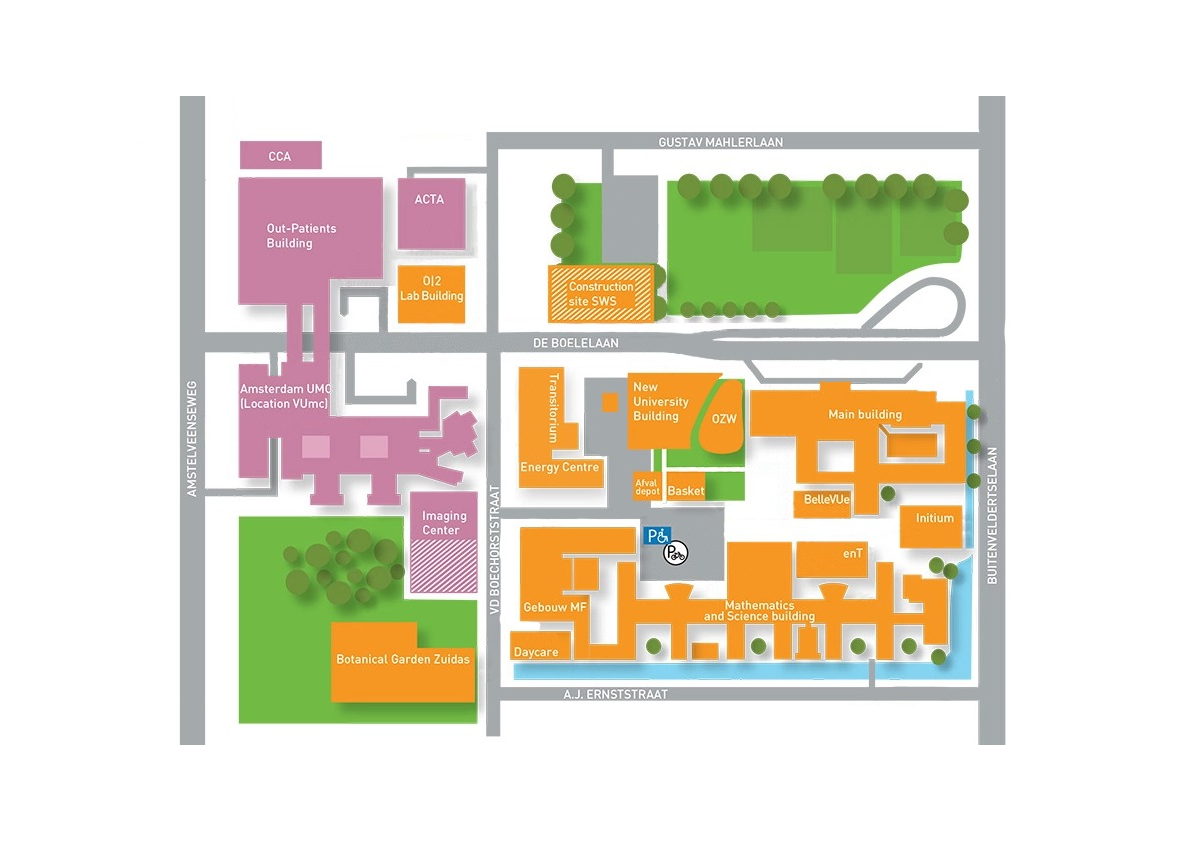 GUSTAV MAHLERLAAN
CCA
ACTA
Out-Patients
Building
O|2
Lab Building
Construction
site SWS
DE BOELELAAN
AMSTELVEENSEWEG
Amsterdam UMC
(Location VUmc)
Transitorium
New
University
Building
OZW
Main building
Energy Centre
Afval
depot
Basket
BelleVUe
BUITENVELDERTSELAAN
VD BOECHORSTSTRAAT
Imaging
Center
Initium
P
P
enT
Gebouw MF
Mathematics
and Science building
Daycare
Botanical Garden Zuidas
A.J. ERNSTSTRAAT